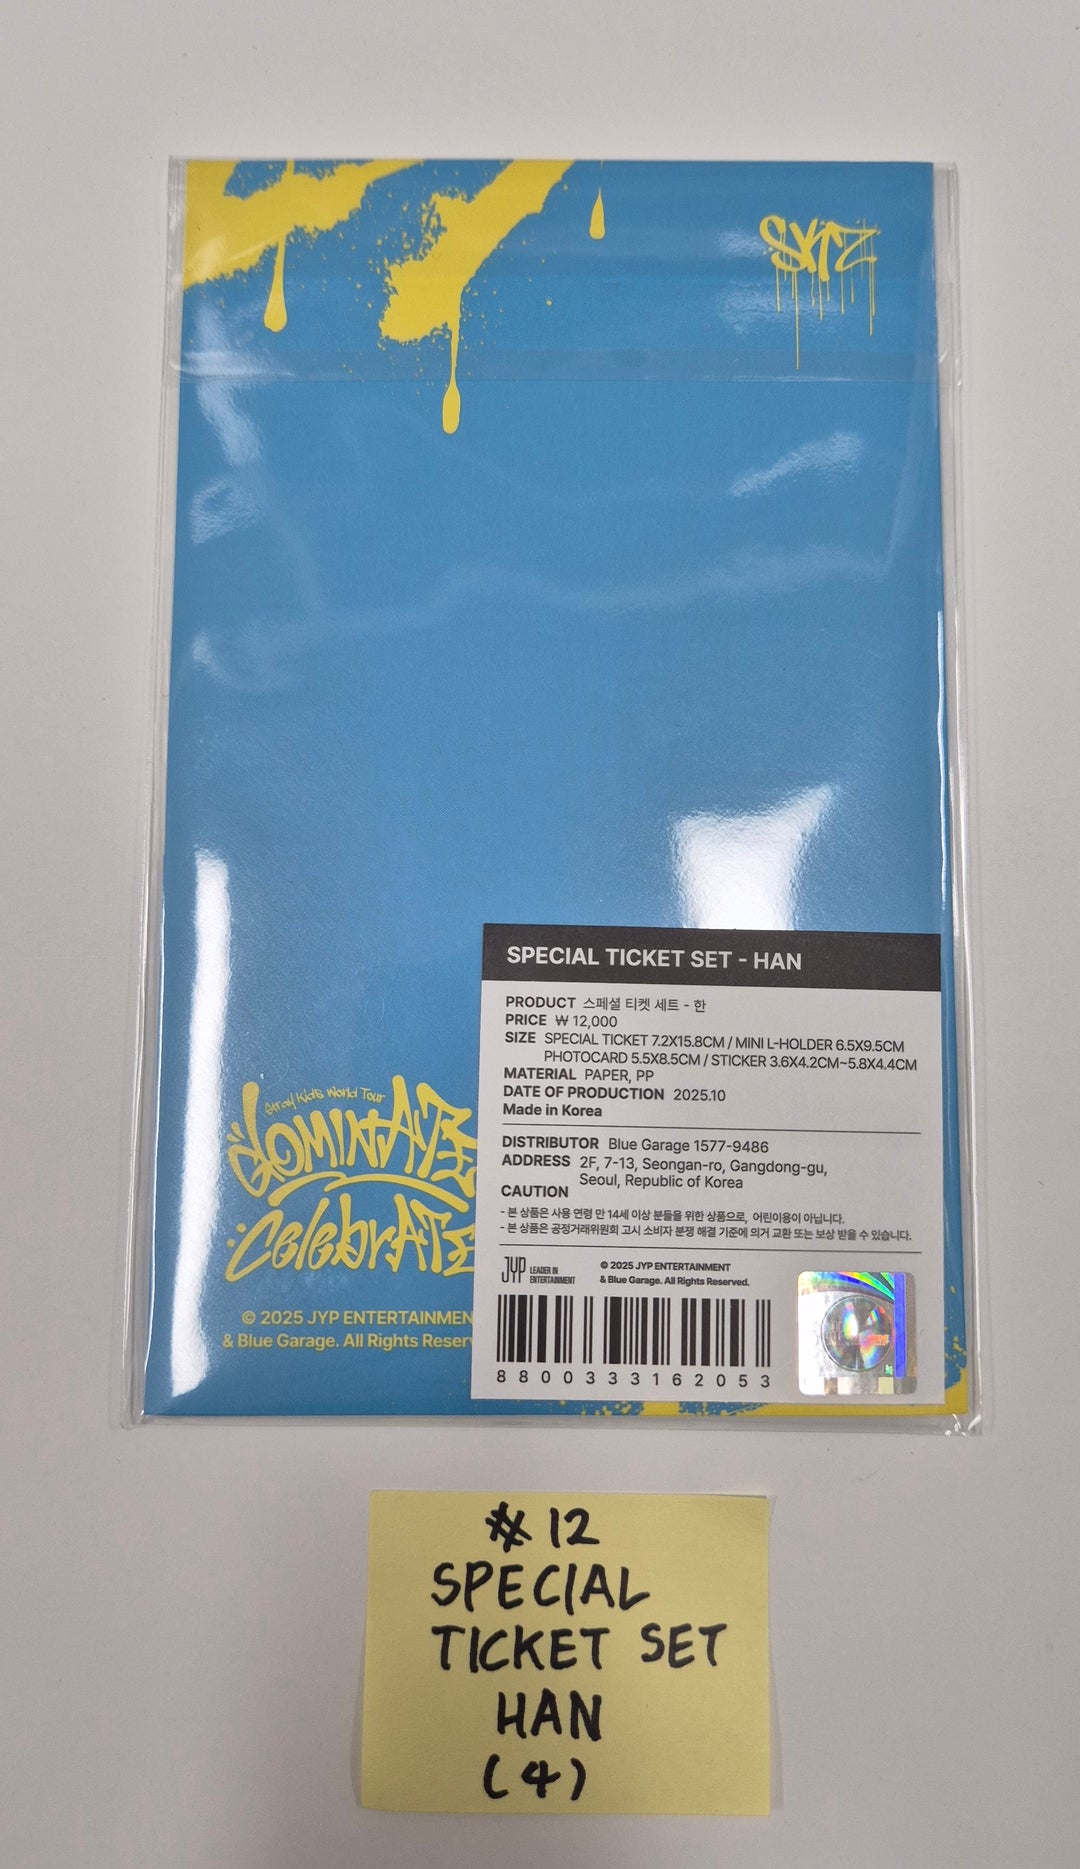 SKZ
SPECIAL TICKET SET - HAN
PRODUCT 스페셜 티켓 세트 - 한
PRICE ₩ 12,000
SIZE SPECIAL TICKET 7.2X15.8CM / MINI L-HOLDER 6.5X9.5CM
PHOTOCARD 5.5X8.5CM / STICKER 3.6X4.2CM~5.8X4.4CM
MATERIAL PAPER, PP
DATE OF PRODUCTION 2025.10
Made in Korea
DISTRIBUTOR Blue Garage 1577-9486
ADDRESS 2F, 7-13, Seongan-ro, Gangdong-gu,
Seoul, Republic of Korea
CAUTION
- 본 상품은 사용 연령 만 14세 이상 분들을 위한 상품으로, 어린이용이 아닙니다.
- 본 상품은 공정거래위원회 고시 소비자 분쟁 해결 기준에 의거 교환 또는 보상 받을 수 있습니다.
JYP LEADER IN
ENTERTAINMENT
© 2025 JYP ENTERTAINMENT
& Blue Garage. All Rights Reserved.
8800333162053
Stray Kids World Tour
dominATE
celebrATE
© 2025 JYP ENTERTAINMEN
& Blue Garage. All Rights Reserv
#12
SPECIAL
TICKET SET
HAN
(4)